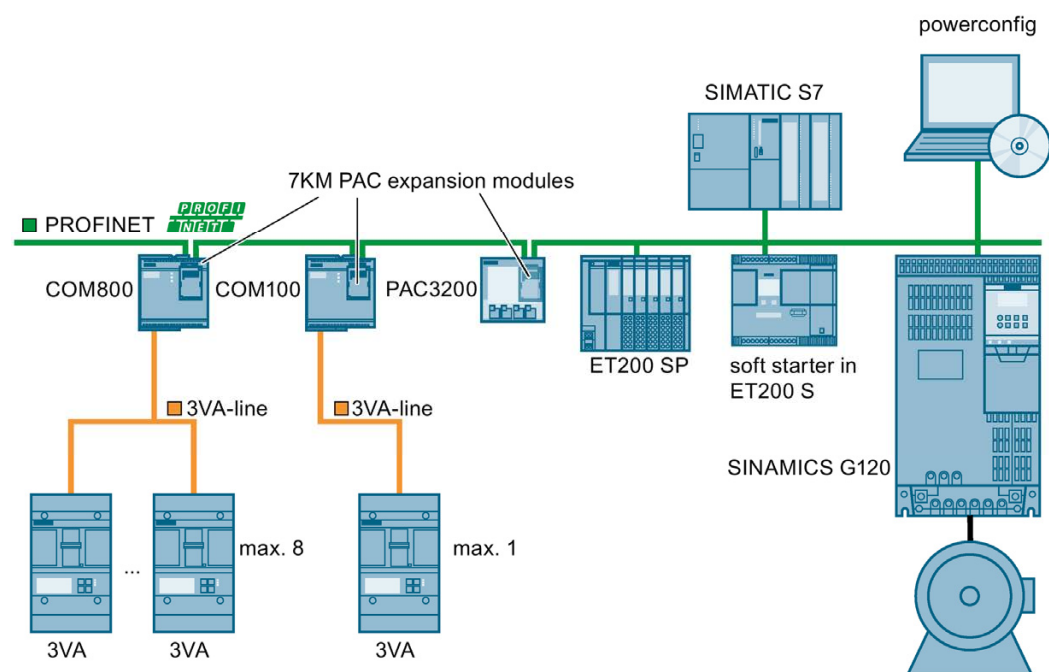 powerconfig
SIMATIC S7
7KM PAC expansion modules
PROFINET
PROFI
NET
COM800
COM100
PAC3200
ET200 SP
soft starter in
ET200 S
3VA-line
3VA-line
SINAMICS G120
...
max. 8
max. 1
3VA
3VA
3VA